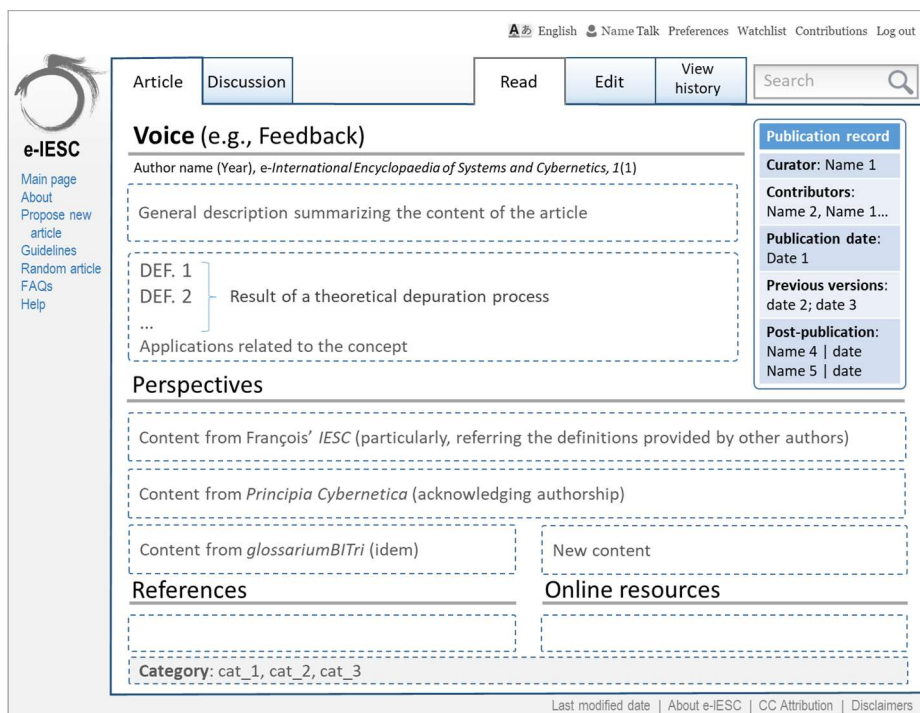 Aあ English Name Talk Preferences Watchlist Contributions Log out
Article Discussion Read Edit View history Search
e-IESC
Main page
About
Propose new
article
Guidelines
Random article
FAQs
Help
Voice (e.g., Feedback)
Author name (Year), e-International Encyclopaedia of Systems and Cybernetics, 1(1)
General description summarizing the content of the article
DEF. 1
DEF. 2 Result of a theoretical depuration process
...
Applications related to the concept
Publication record
Curator: Name 1
Contributors:
Name 2, Name 1...
Publication date:
Date 1
Previous versions:
date 2; date 3
Post-publication:
Name 4 | date
Name 5 | date
Perspectives
Content from François' IESC (particularly, referring the definitions provided by other authors)
Content from Principia Cybernetica (acknowledging authorship)
Content from glossariumBITri (idem) New content
References Online resources
Category: cat_1, cat_2, cat_3
Last modified date | About e-IESC | CC Attribution | Disclaimers